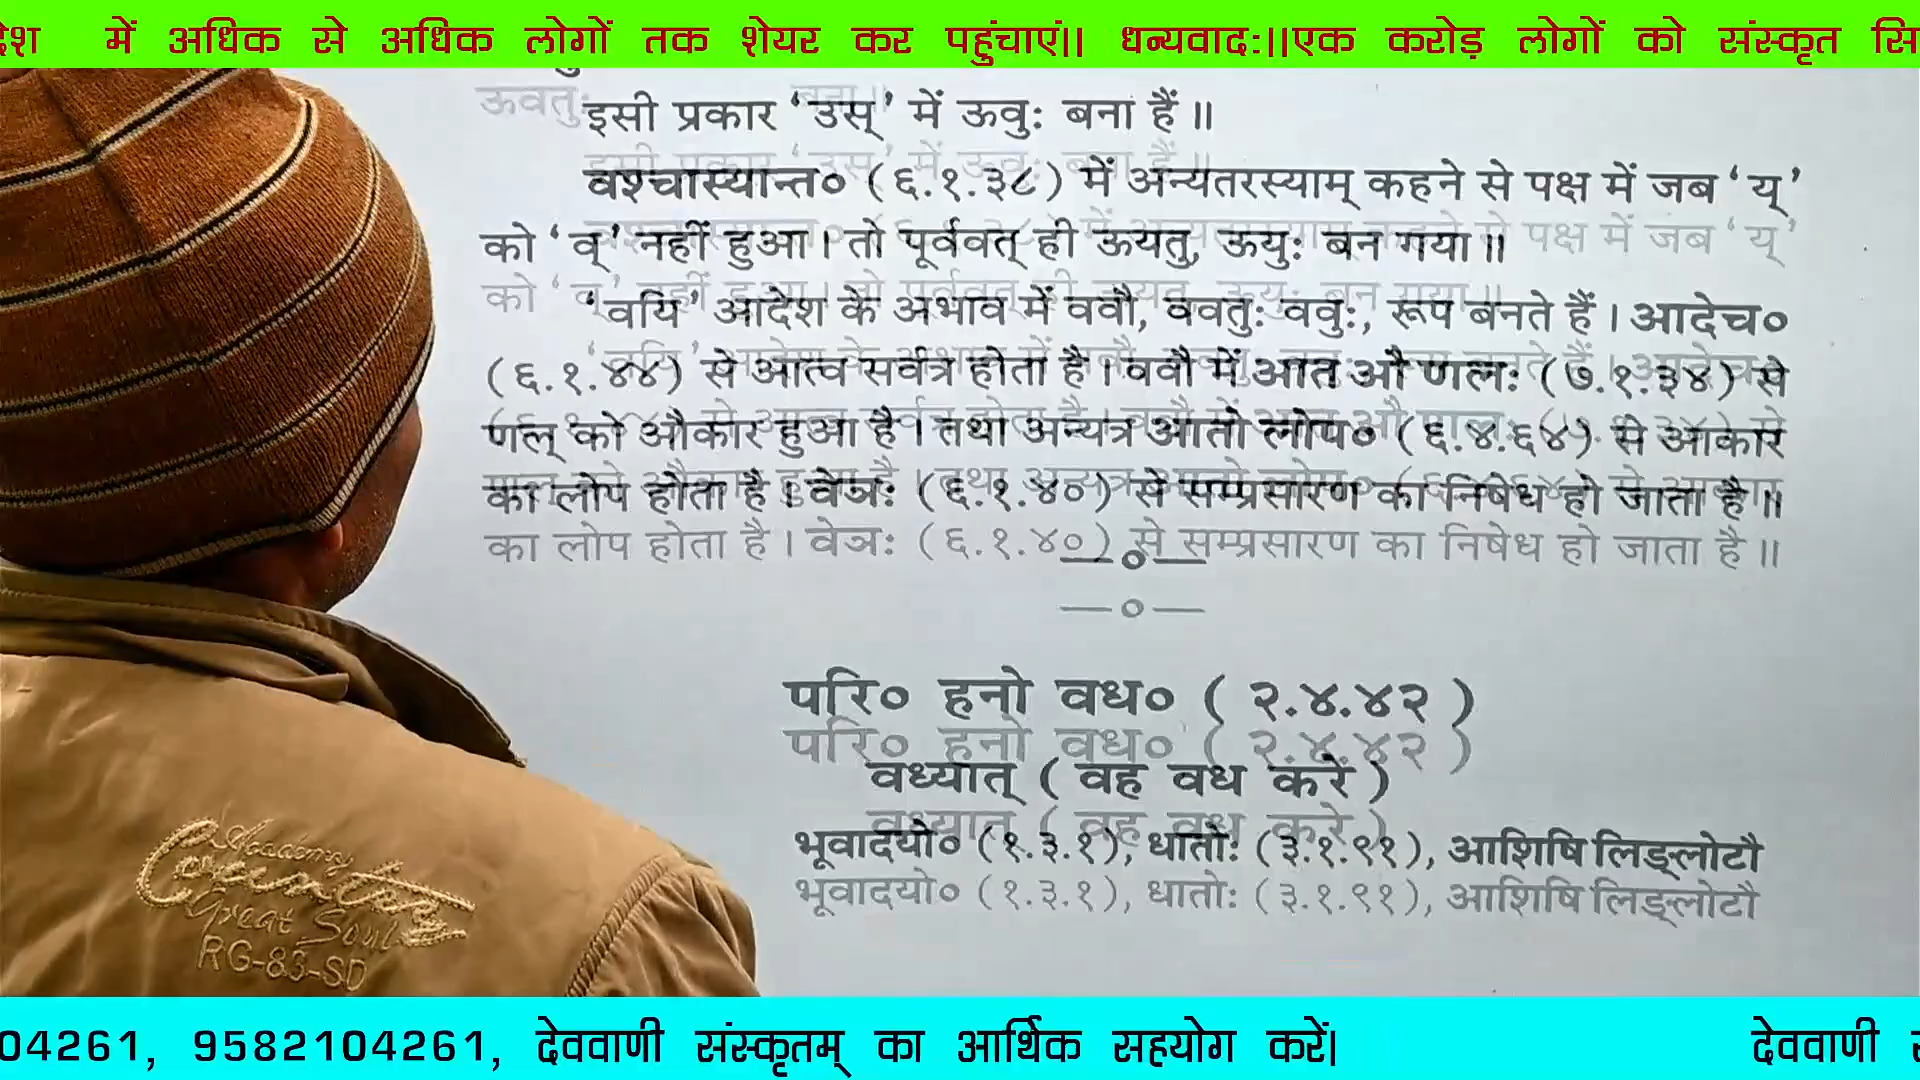 देश में अधिक से अधिक लोगों तक शेयर कर पहुंचाएं।। धन्यवादः।।एक करोड़ लोगों को संस्कृत सि
इसी प्रकार ‘उस्’ में ऊवुः बना हैं ॥
वश्चास्यान्त० (६.१.३८) में अन्यतरस्याम् कहने से पक्ष में जब ‘य्’
को ‘व्’ नहीं हुआ । तो पूर्ववत् ही ऊयतु, ऊयुः बन गया ॥
‘वयि’ आदेश के अभाव में ववौ, ववतुः ववुः, रूप बनते हैं । आदेच०
(६.१.४४) से आत्व सर्वत्र होता है । ववौ में आत औ णलः (७.१.३४) से
णल् को औकार हुआ है । तथा अन्यत्र आतो लोप० (६.४.६४) से आकार
का लोप होता है । वेञः (६.१.४०) से सम्प्रसारण का निषेध हो जाता है ॥
—०—
परि० हनो वध० ( २.४.४२ )
वध्यात् ( वह वध करे )
भूवादयो० (१.३.१), धातोः (३.१.९१), आशिषि लिङ्लोटौ
Academy
Counter
Great Soul
RG-83-SD
04261, 9582104261, देववाणी संस्कृतम् का आर्थिक सहयोग करें। देववाणी